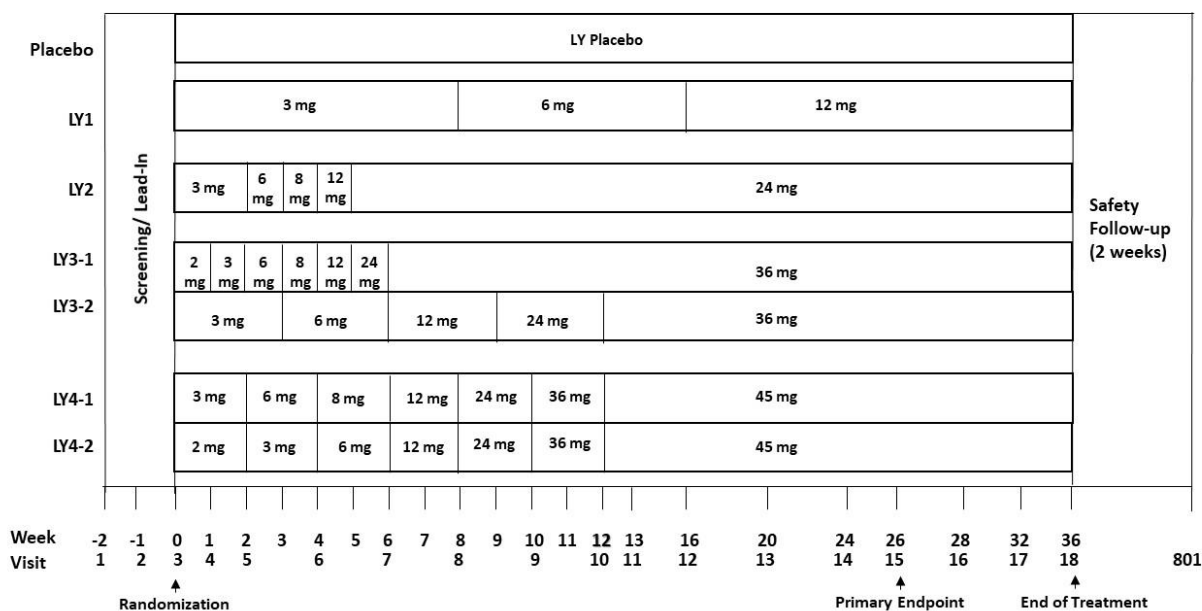 Placebo
LY Placebo
LY1
3 mg
6 mg
12 mg
LY2
3 mg
6
mg
8
mg
12
mg
24 mg
Screening/ Lead-In
Safety
Follow-up
(2 weeks)
LY3-1
2
mg
3
mg
6
mg
8
mg
12
mg
24
mg
36 mg
LY3-2
3 mg
6 mg
12 mg
24 mg
36 mg
LY4-1
3 mg
6 mg
8 mg
12 mg
24 mg
36 mg
45 mg
LY4-2
2 mg
3 mg
6 mg
12 mg
24 mg
36 mg
45 mg
Week -2 -1 0 1 2 3 4 5 6 7 8 9 10 11 12 13 16 20 24 26 28 32 36
Visit 1 2 3 4 5 6 7 8 9 10 11 12 13 14 15 16 17 18 801
Randomization
Primary Endpoint
End of Treatment